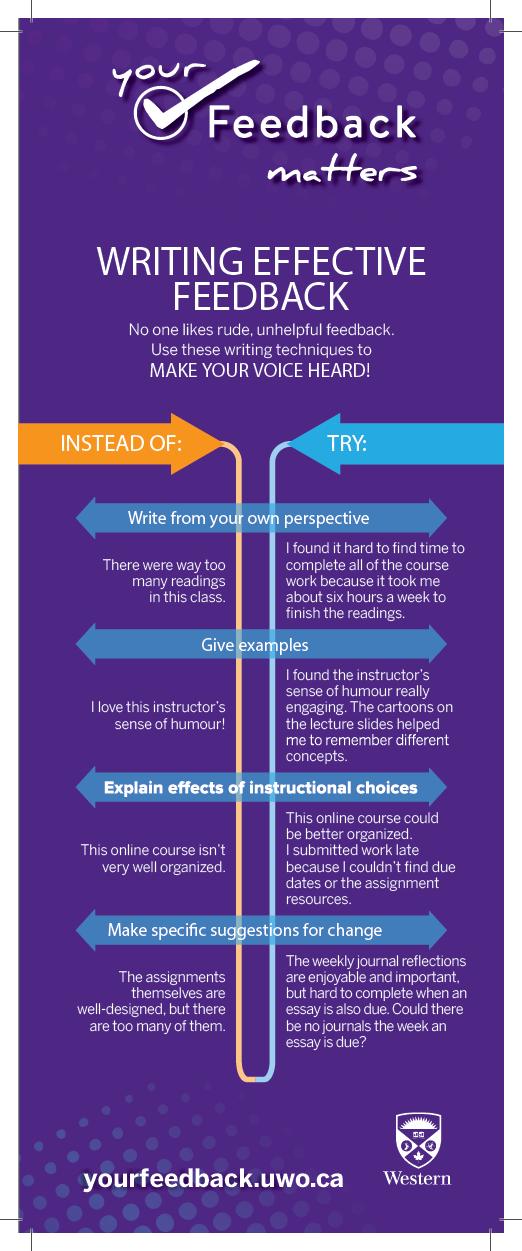 your
Feedback
matters
WRITING EFFECTIVE
FEEDBACK
No one likes rude, unhelpful feedback.
Use these writing techniques to
MAKE YOUR VOICE HEARD!
INSTEAD OF:
TRY:
Write from your own perspective
There were way too
many readings
in this class.
I found it hard to find time to
complete all of the course
work because it took me
about six hours a week to
finish the readings.
Give examples
I love this instructor's
sense of humour!
I found the instructor's
sense of humour really
engaging. The cartoons on
the lecture slides helped
me to remember different
concepts.
Explain effects of instructional choices
This online course isn't
very well organized.
This online course could
be better organized.
I submitted work late
because I couldn't find due
dates or the assignment
resources.
Make specific suggestions for change
The assignments
themselves are
well-designed, but there
are too many of them.
The weekly journal reflections
are enjoyable and important,
but hard to complete when an
essay is also due. Could there
be no journals the week an
essay is due?
yourfeedback.uwo.ca
Western